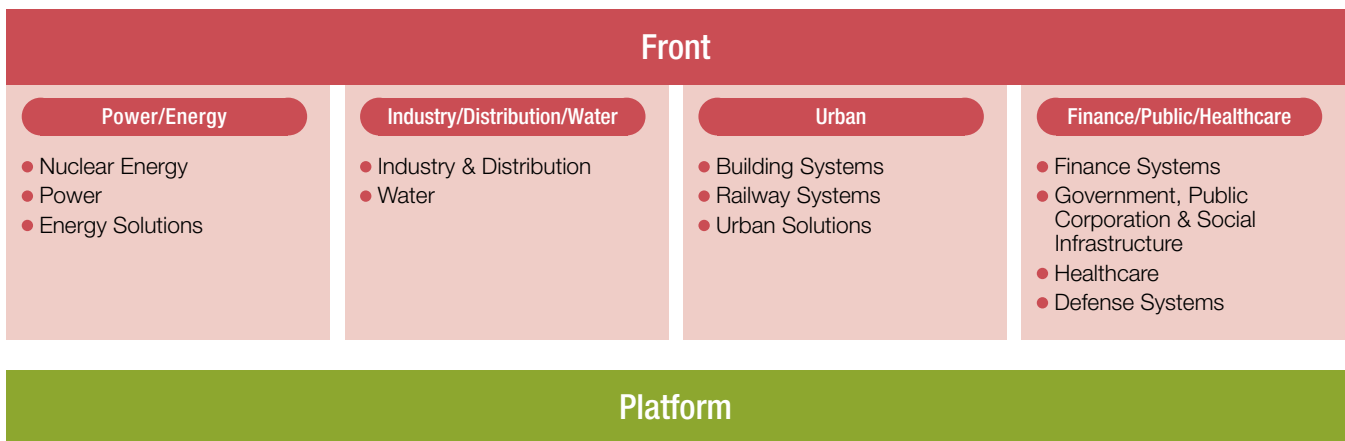 Front
Power/Energy
Nuclear Energy
Power
Energy Solutions
Industry/Distribution/Water
Industry & Distribution
Water
Urban
Building Systems
Railway Systems
Urban Solutions
Finance/Public/Healthcare
Finance Systems
Government, Public
Corporation & Social
Infrastructure
Healthcare
Defense Systems
Platform